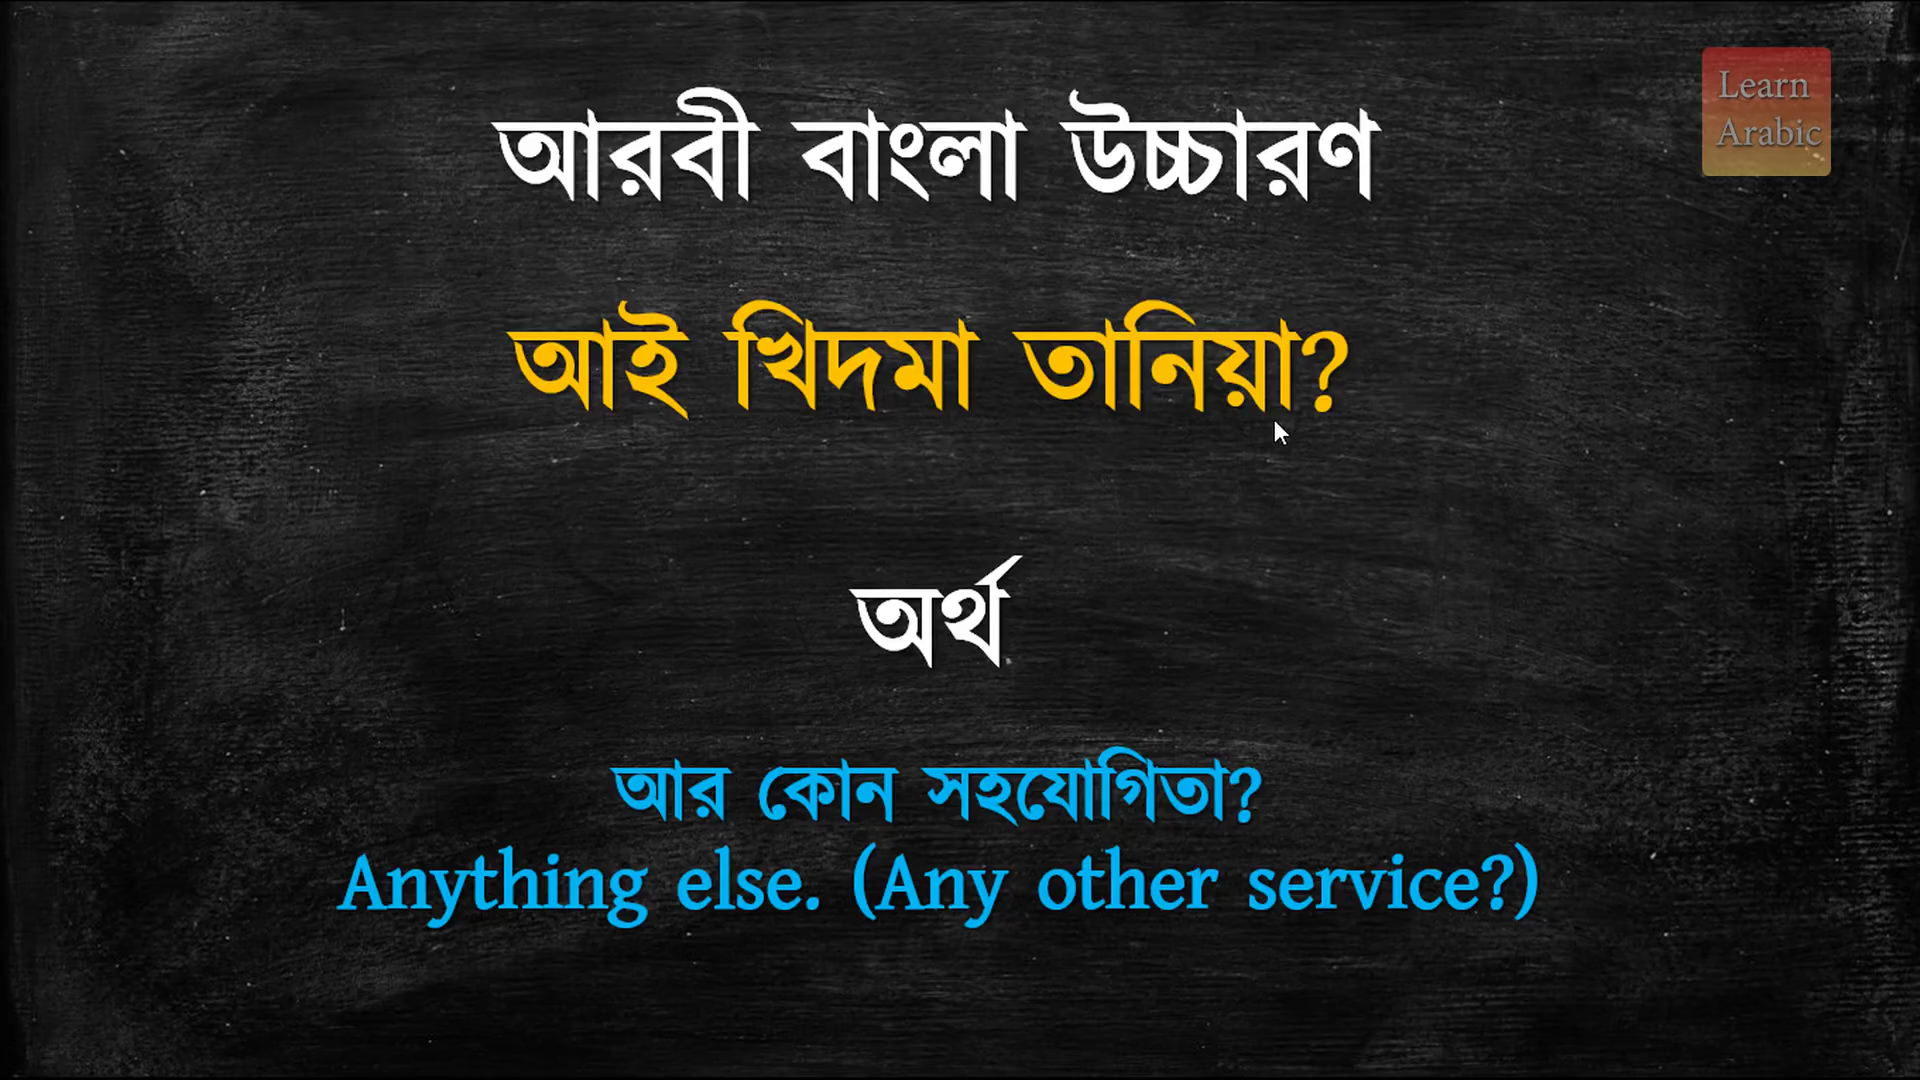 Learn
Arabic
আরবী বাংলা উচ্চারণ
আই খিদমা তানিয়া?
অর্থ
আর কোন সহযোগিতা?
Anything else. (Any other service?)